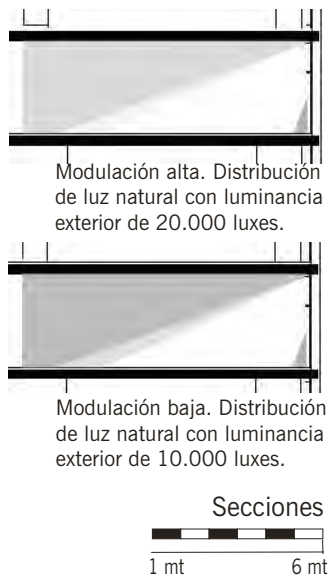 Modulación alta. Distribución
de luz natural con luminancia
exterior de 20.000 luxes.
Modulación baja. Distribución
de luz natural con luminancia
exterior de 10.000 luxes.
Secciones
1 mt 6 mt